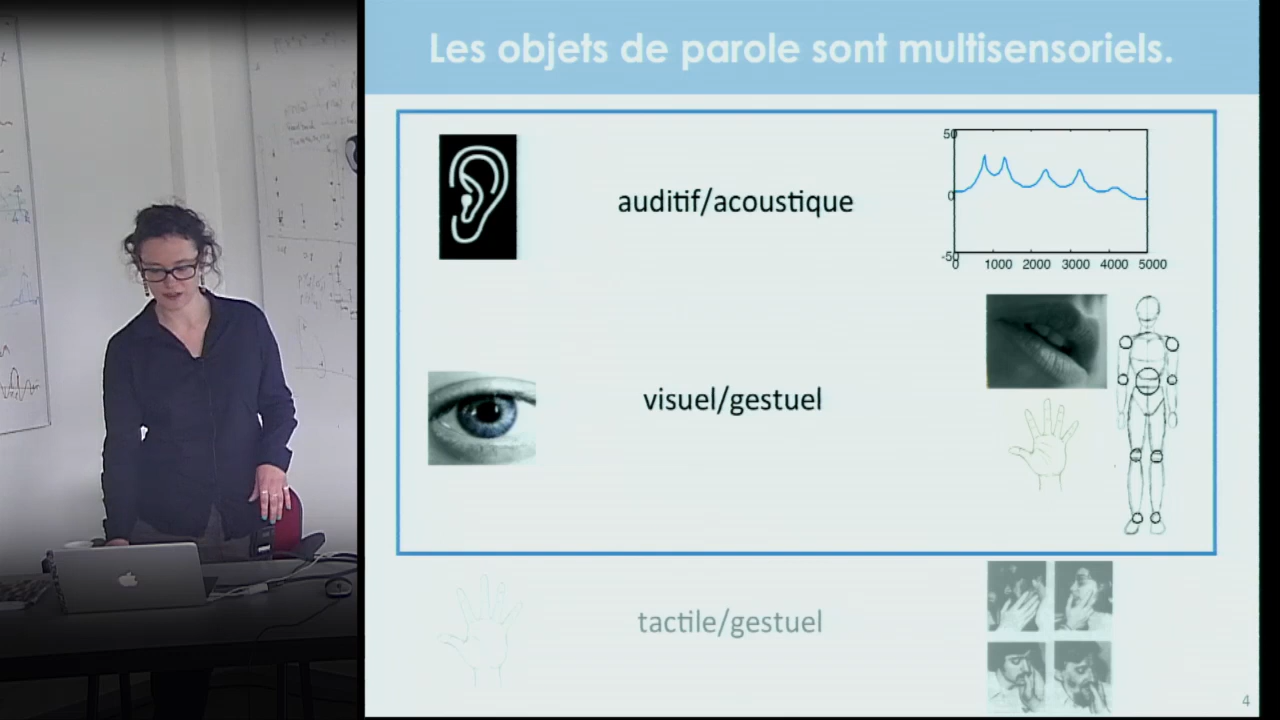 Les objets de parole sont multisensoriels.
auditif/acoustique
50
0
-50
0 1000 2000 3000 4000 5000
visuel/gestuel
tactile/gestuel
4